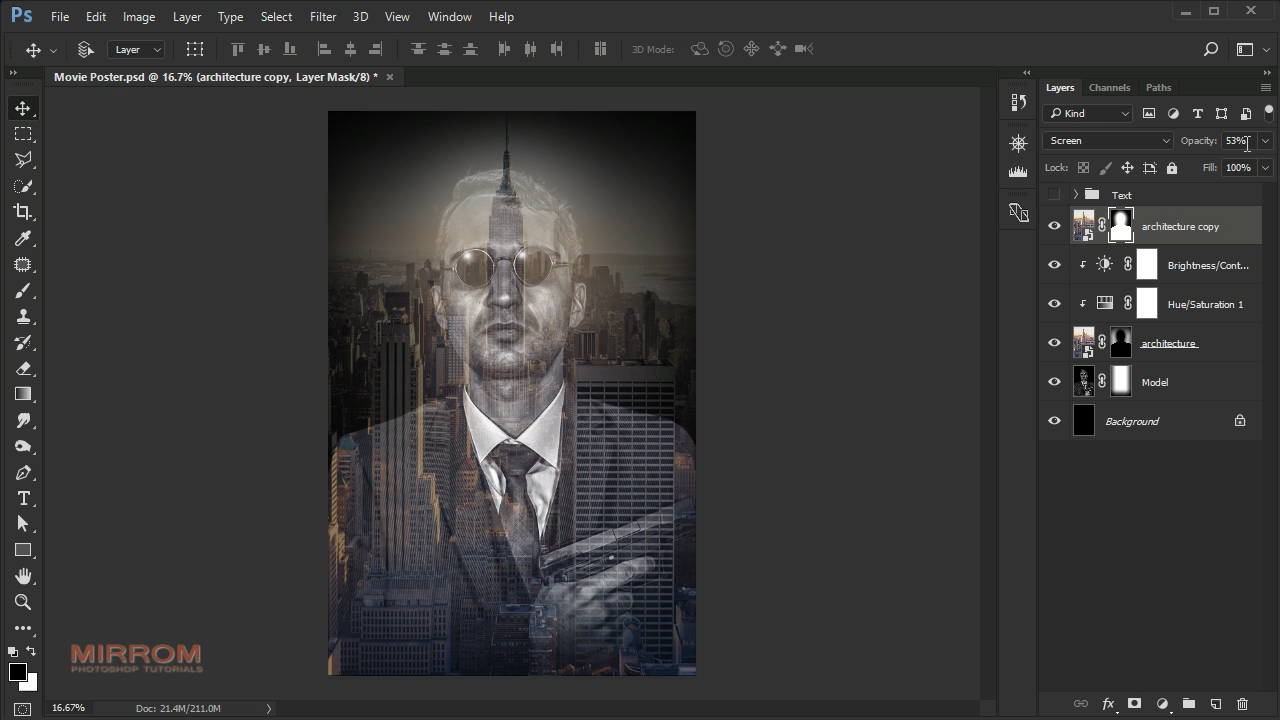 Ps File Edit Image Layer Type Select Filter 3D View Window Help
Layer 3D Mode:
Movie Poster.psd @ 16.7% (architecture copy, Layer Mask/8) *
Layers Channels Paths
Kind
Screen Opacity: 53%
Lock: Fill: 100%
Text
architecture copy
Brightness/Cont...
Hue/Saturation 1
architecture
Model
Background
MIRROM
PHOTOSHOP TUTORIALS
16.67% Doc: 21.4M/211.0M
fx